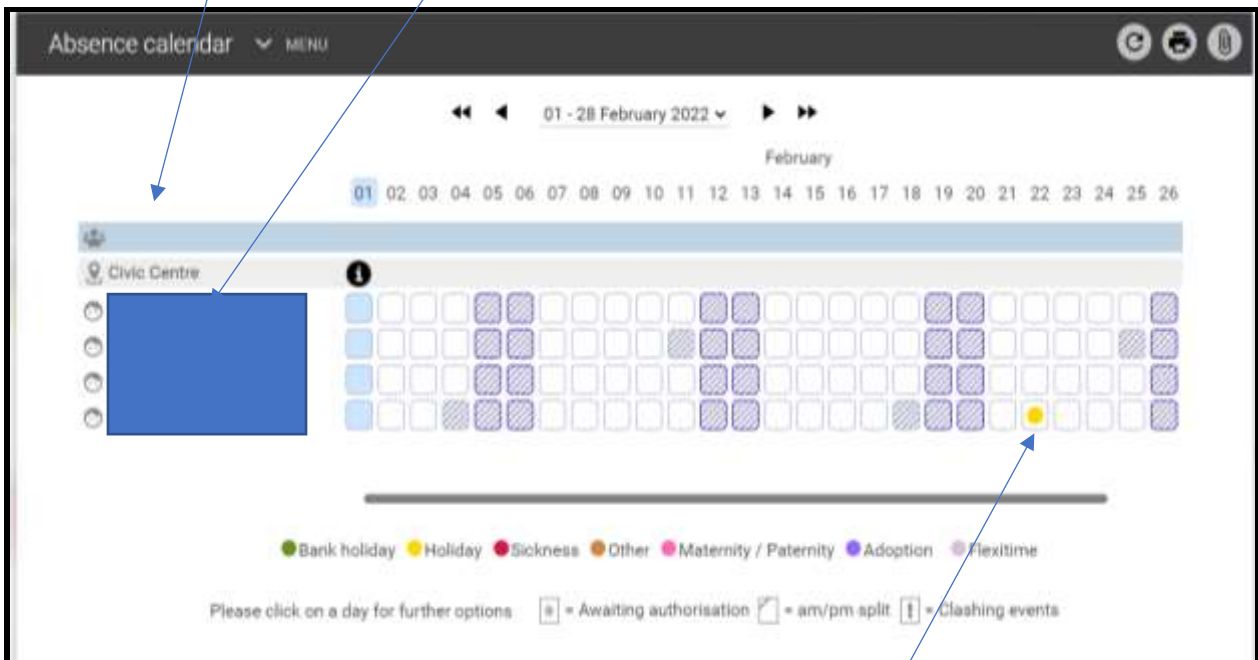 Absence calendar MENU
01 - 28 February 2022
February
01 02 03 04 05 06 07 08 09 10 11 12 13 14 15 16 17 18 19 20 21 22 23 24 25 26
Civic Centre
Bank holiday Holiday Sickness Other Maternity / Paternity Adoption Flexitime
Please click on a day for further options = Awaiting authorisation = am/pm split = Clashing events